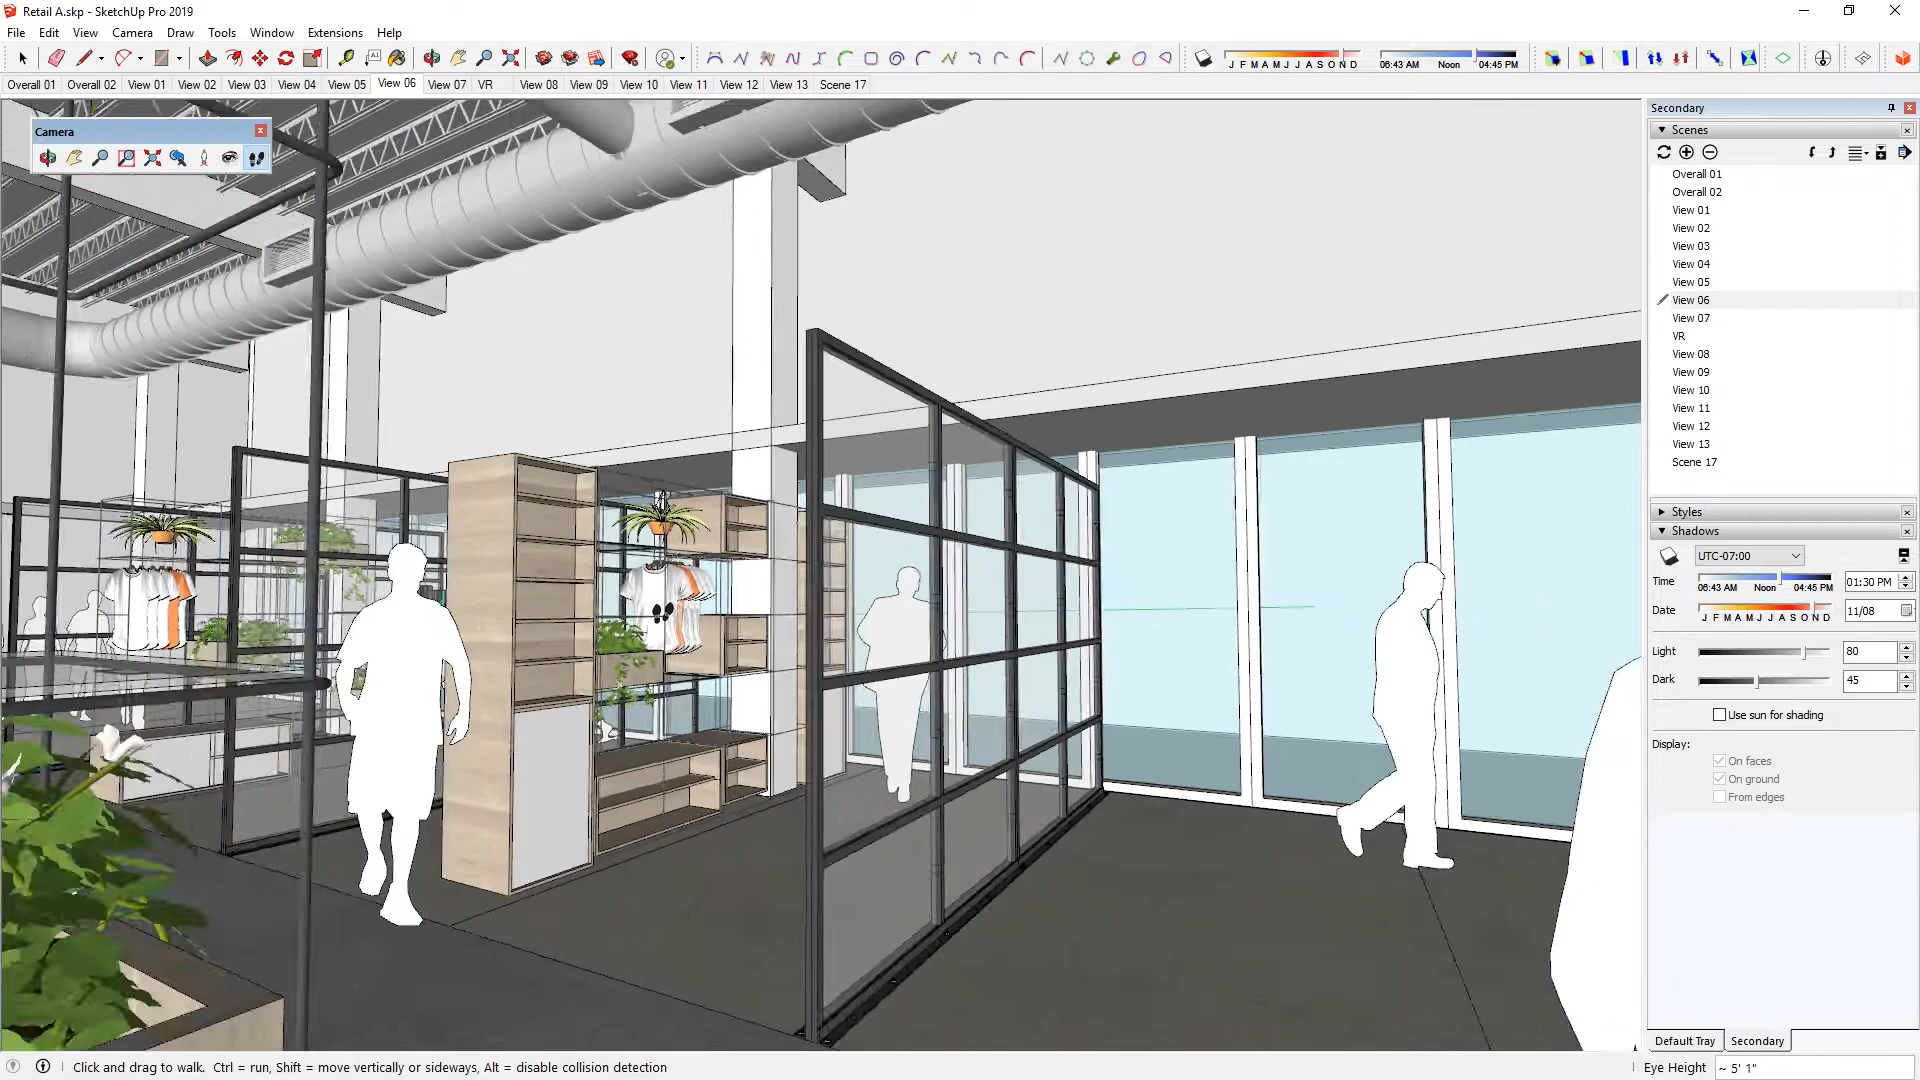 Retail A.skp - SketchUp Pro 2019
File Edit View Camera Draw Tools Window Extensions Help
J F M A M J J A S O N D 06:43 AM Noon 04:45 PM
Overall 01 Overall 02 View 01 View 02 View 03 View 04 View 05 View 06 View 07 VR View 08 View 09 View 10 View 11 View 12 View 13 Scene 17
Camera
Secondary
Scenes
Overall 01
Overall 02
View 01
View 02
View 03
View 04
View 05
View 06
View 07
VR
View 08
View 09
View 10
View 11
View 12
View 13
Scene 17
Styles
Shadows
UTC-07:00
Time 06:43 AM Noon 04:45 PM 01:30 PM
Date J F M A M J J A S O N D 11/08
Light 80
Dark 45
Use sun for shading
Display:
On faces
On ground
From edges
Default Tray Secondary
Click and drag to walk. Ctrl = run, Shift = move vertically or sideways, Alt = disable collision detection
Eye Height ~ 5' 1"